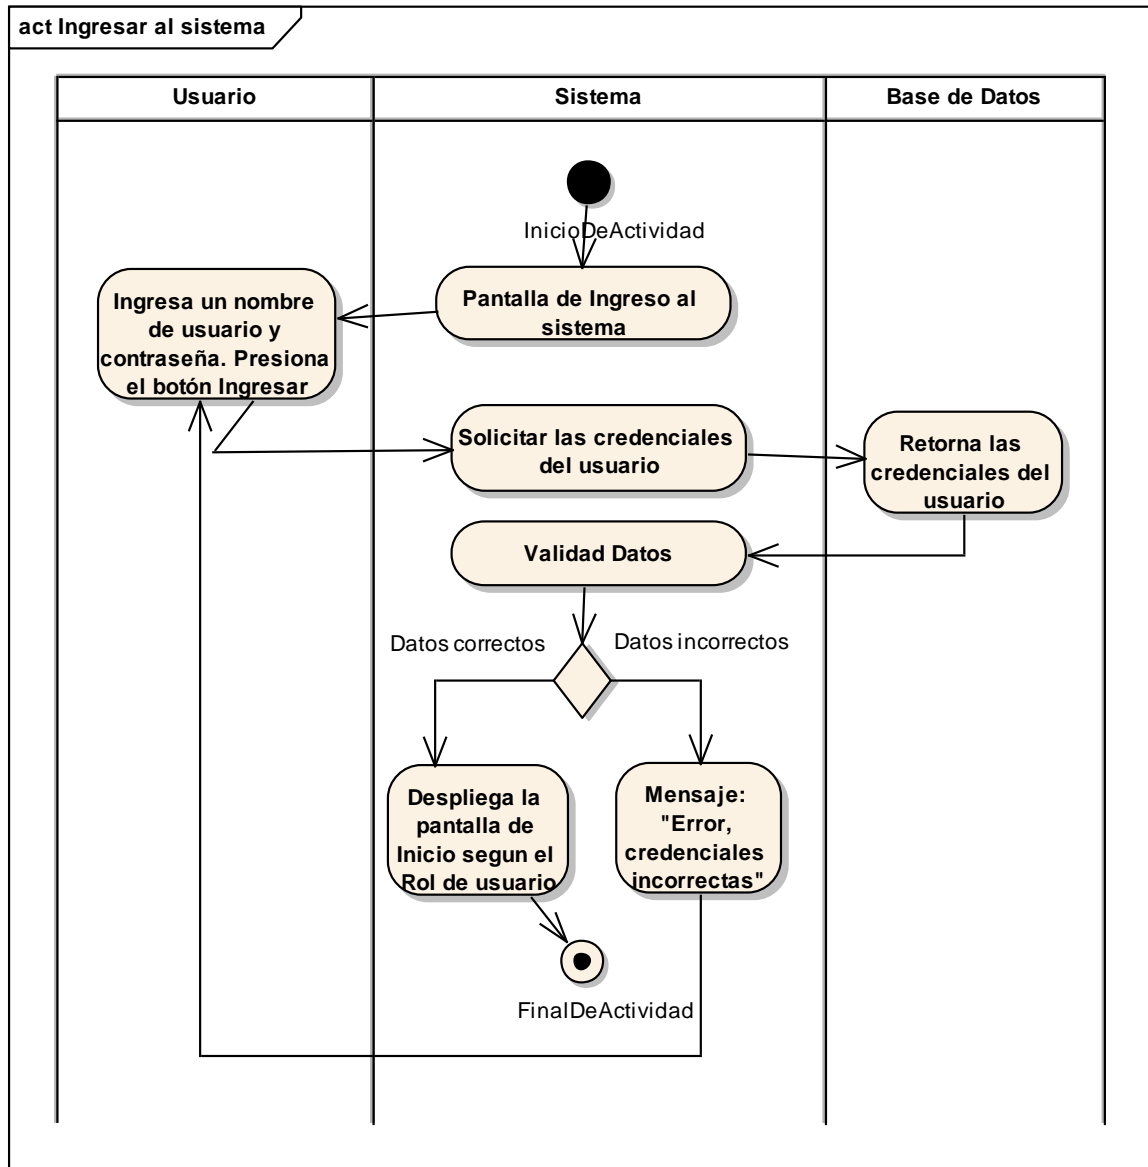 act Ingresar al sistema
Usuario
Sistema
Base de Datos
InicioDeActividad
Pantalla de Ingreso al
sistema
Ingresa un nombre
de usuario y
contraseña. Presiona
el botón Ingresar
Solicitar las credenciales
del usuario
Retorna las
credenciales del
usuario
Validad Datos
Datos correctos
Datos incorrectos
Despliega la
pantalla de
Inicio segun el
Rol de usuario
Mensaje:
"Error,
credenciales
incorrectas"
FinalDeActividad